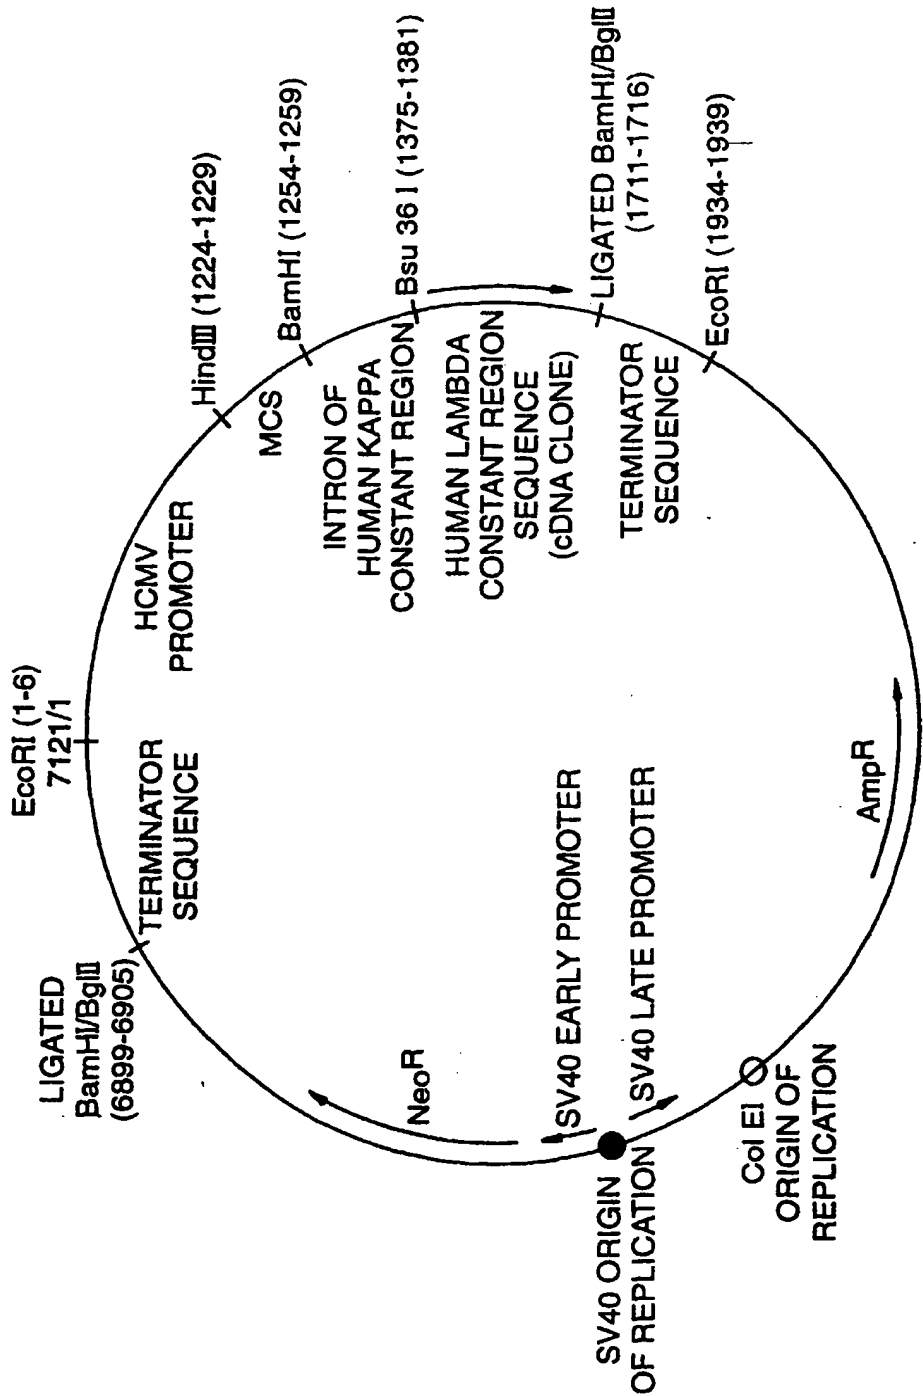 EcoRI (1-6)
7121/1
HCMV
PROMOTER
HindⅢ (1224-1229)
MCS
BamHI (1254-1259)
INTRON OF
HUMAN KAPPA
CONSTANT REGION
Bsu 36 I (1375-1381)
HUMAN LAMBDA
CONSTANT REGION
SEQUENCE
(cDNA CLONE)
LIGATED BamHI/BglⅡ
(1711-1716)
TERMINATOR
SEQUENCE
EcoRI (1934-1939)
AmpR
Col EI
ORIGIN OF
REPLICATION
SV40 LATE PROMOTER
SV40 ORIGIN
OF REPLICATION
SV40 EARLY PROMOTER
NeoR
LIGATED
BamHI/BglⅡ
(6899-6905)
TERMINATOR
SEQUENCE